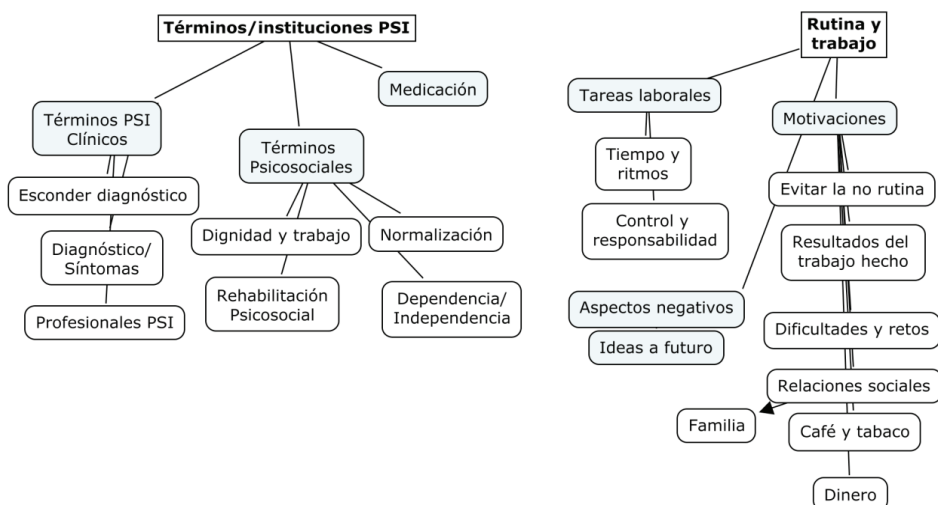 Términos/instituciones PSI
Medicación
Términos PSI
Clínicos
Términos
Psicosociales
Esconder diagnóstico
Diagnóstico/
Síntomas
Profesionales PSI
Dignidad y trabajo
Normalización
Rehabilitación
Psicosocial
Dependencia/
Independencia
Rutina y
trabajo
Tareas laborales
Motivaciones
Tiempo y
ritmos
Control y
responsabilidad
Evitar la no rutina
Resultados del
trabajo hecho
Aspectos negativos
Ideas a futuro
Dificultades y retos
Relaciones sociales
Familia
Café y tabaco
Dinero